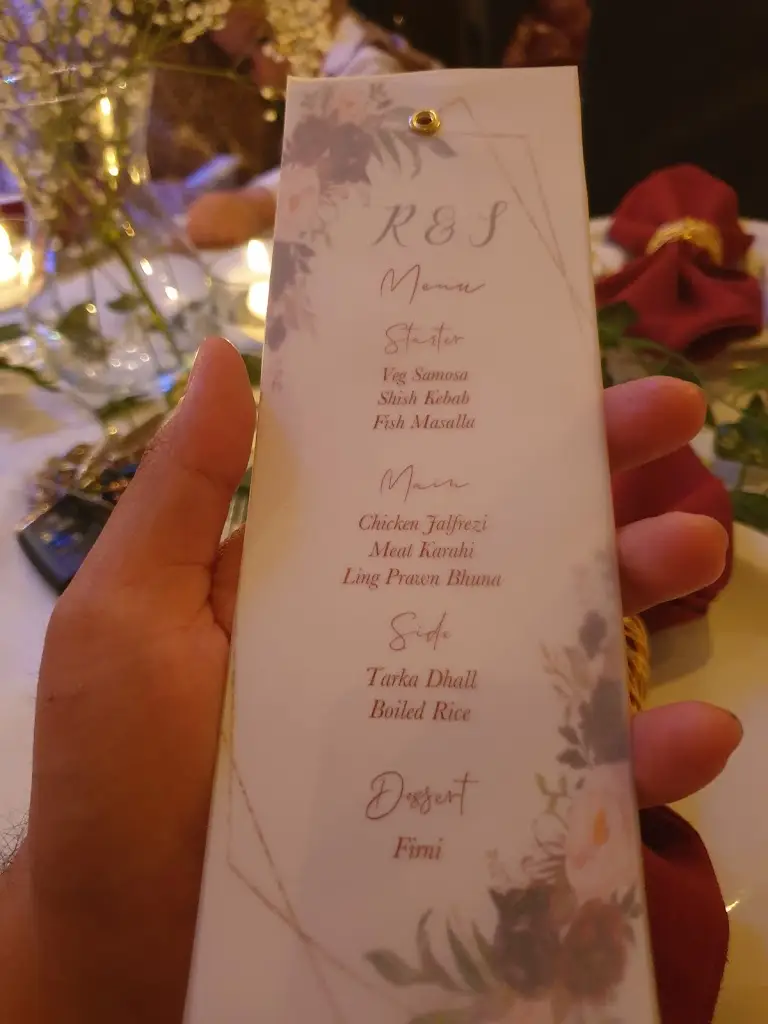 R & S
Menu
Starter
Veg Samosa
Shish Kebab
Fish Masalla
Main
Chicken Jalfrezi
Meat Karahi
Ling Prawn Bhuna
Side
Tarka Dhall
Boiled Rice
Dessert
Firni